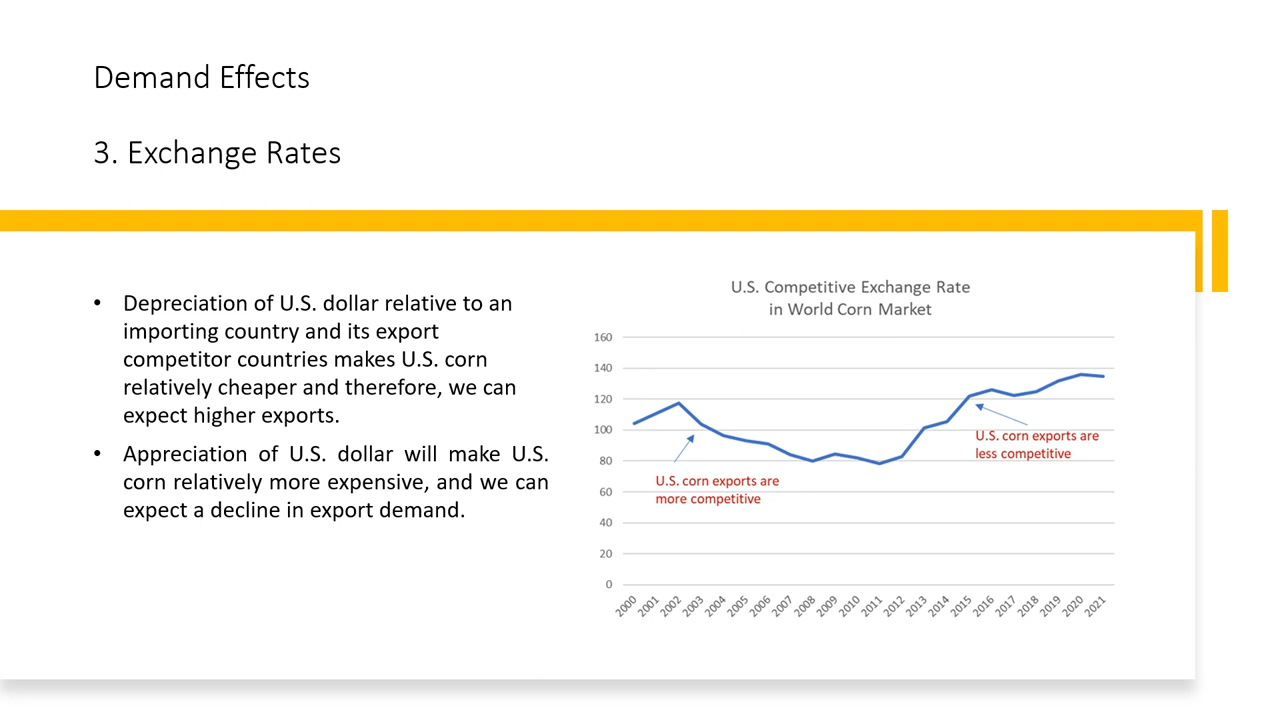 Demand Effects
3. Exchange Rates
• Depreciation of U.S. dollar relative to an
importing country and its export
competitor countries makes U.S. corn
relatively cheaper and therefore, we can
expect higher exports.
• Appreciation of U.S. dollar will make U.S.
corn relatively more expensive, and we can
expect a decline in export demand.
U.S. Competitive Exchange Rate
in World Corn Market
160
140
120
100
80
60
40
20
0
U.S. corn exports are
more competitive
U.S. corn exports are
less competitive
2000 2001 2002 2003 2004 2005 2006 2007 2008 2009 2010 2011 2012 2013 2014 2015 2016 2017 2018 2019 2020 2021